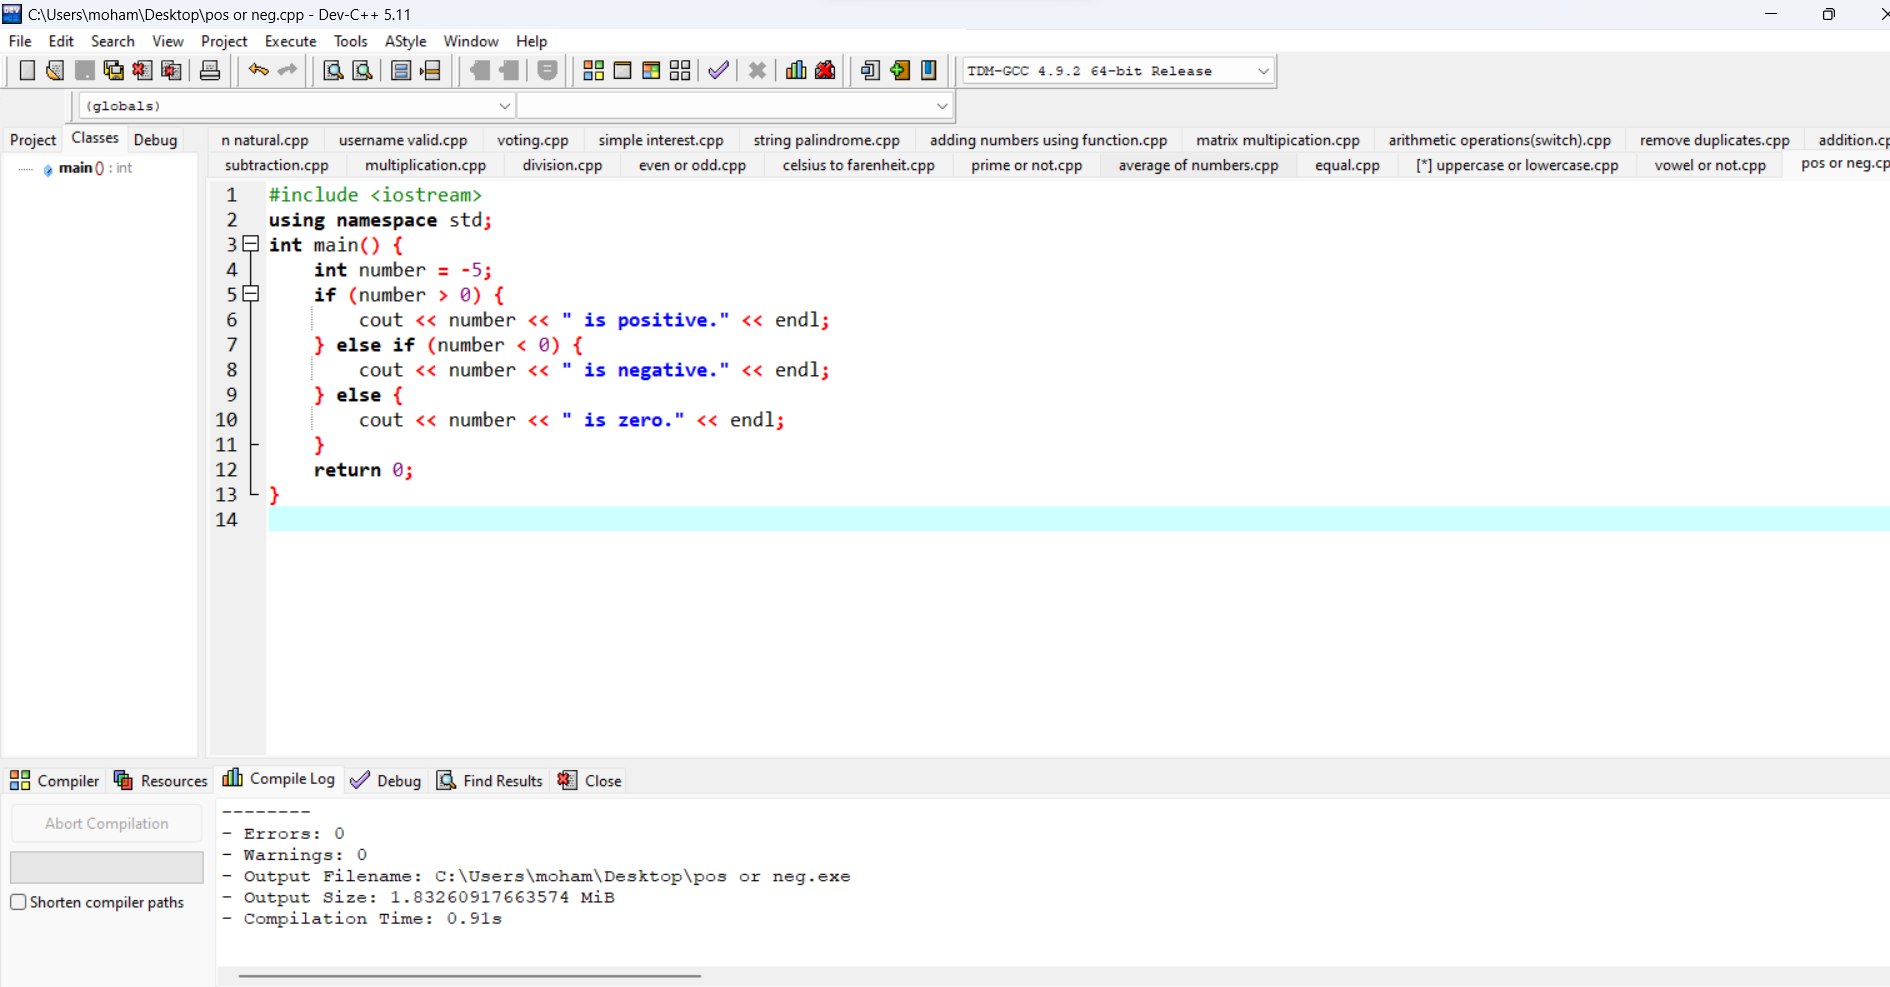 C:\Users\moham\Desktop\pos or neg.cpp - Dev-C++ 5.11
File Edit Search View Project Execute Tools AStyle Window Help
TDM-GCC 4.9.2 64-bit Release
(globals)
Project Classes Debug
n natural.cpp username valid.cpp voting.cpp simple interest.cpp string palindrome.cpp adding numbers using function.cpp matrix multipication.cpp arithmetic operations(switch).cpp remove duplicates.cpp addition.cp
subtraction.cpp multiplication.cpp division.cpp even or odd.cpp celsius to farenheit.cpp prime or not.cpp average of numbers.cpp equal.cpp [*] uppercase or lowercase.cpp vowel or not.cpp pos or neg.cp
main () : int
1 #include <iostream>
2 using namespace std;
3 int main() {
4 int number = -5;
5 if (number > 0) {
6 cout << number << " is positive." << endl;
7 } else if (number < 0) {
8 cout << number << " is negative." << endl;
9 } else {
10 cout << number << " is zero." << endl;
11 }
12 return 0;
13 }
14
Compiler Resources Compile Log Debug Find Results Close
Abort Compilation
Shorten compiler paths
--------
- Errors: 0
- Warnings: 0
- Output Filename: C:\Users\moham\Desktop\pos or neg.exe
- Output Size: 1.83260917663574 MiB
- Compilation Time: 0.91s